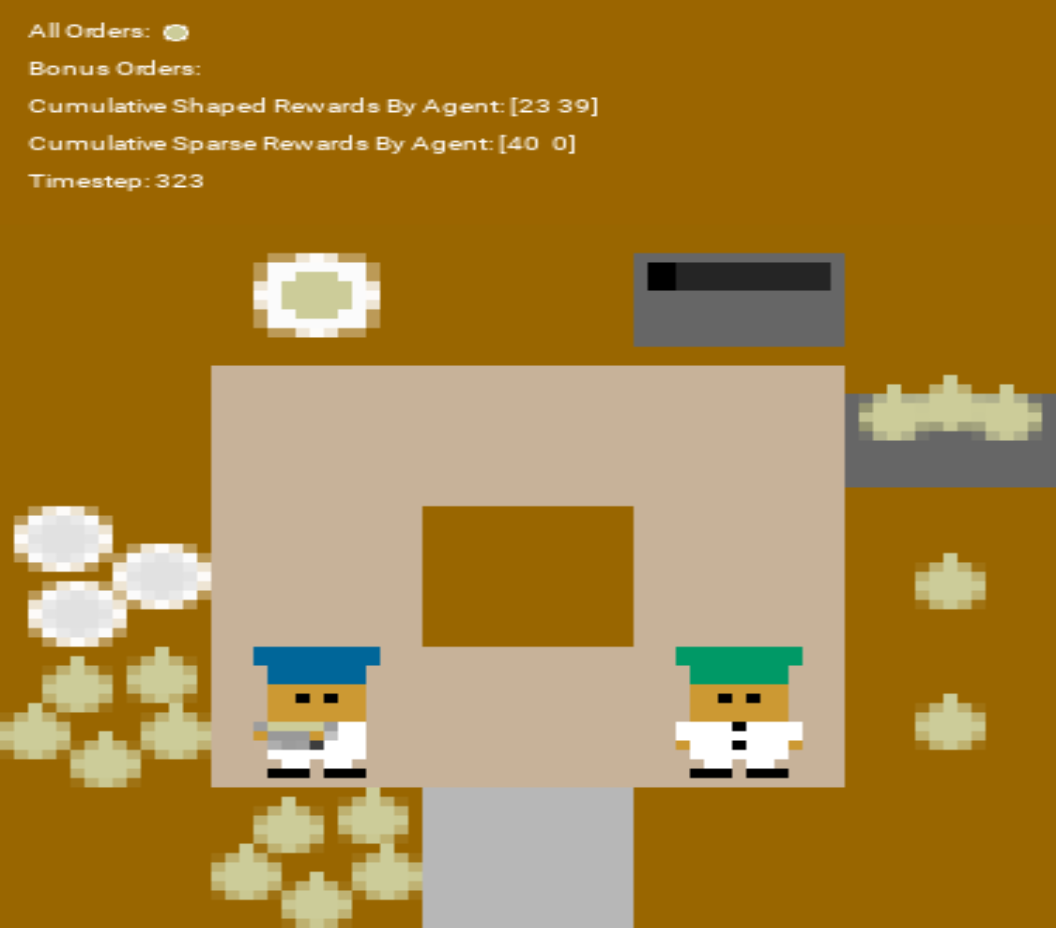 All Orders:
Bonus Orders:
Cumulative Shaped Rewards By Agent: [23 39]
Cumulative Sparse Rewards By Agent: [40  0]
Timestep: 323